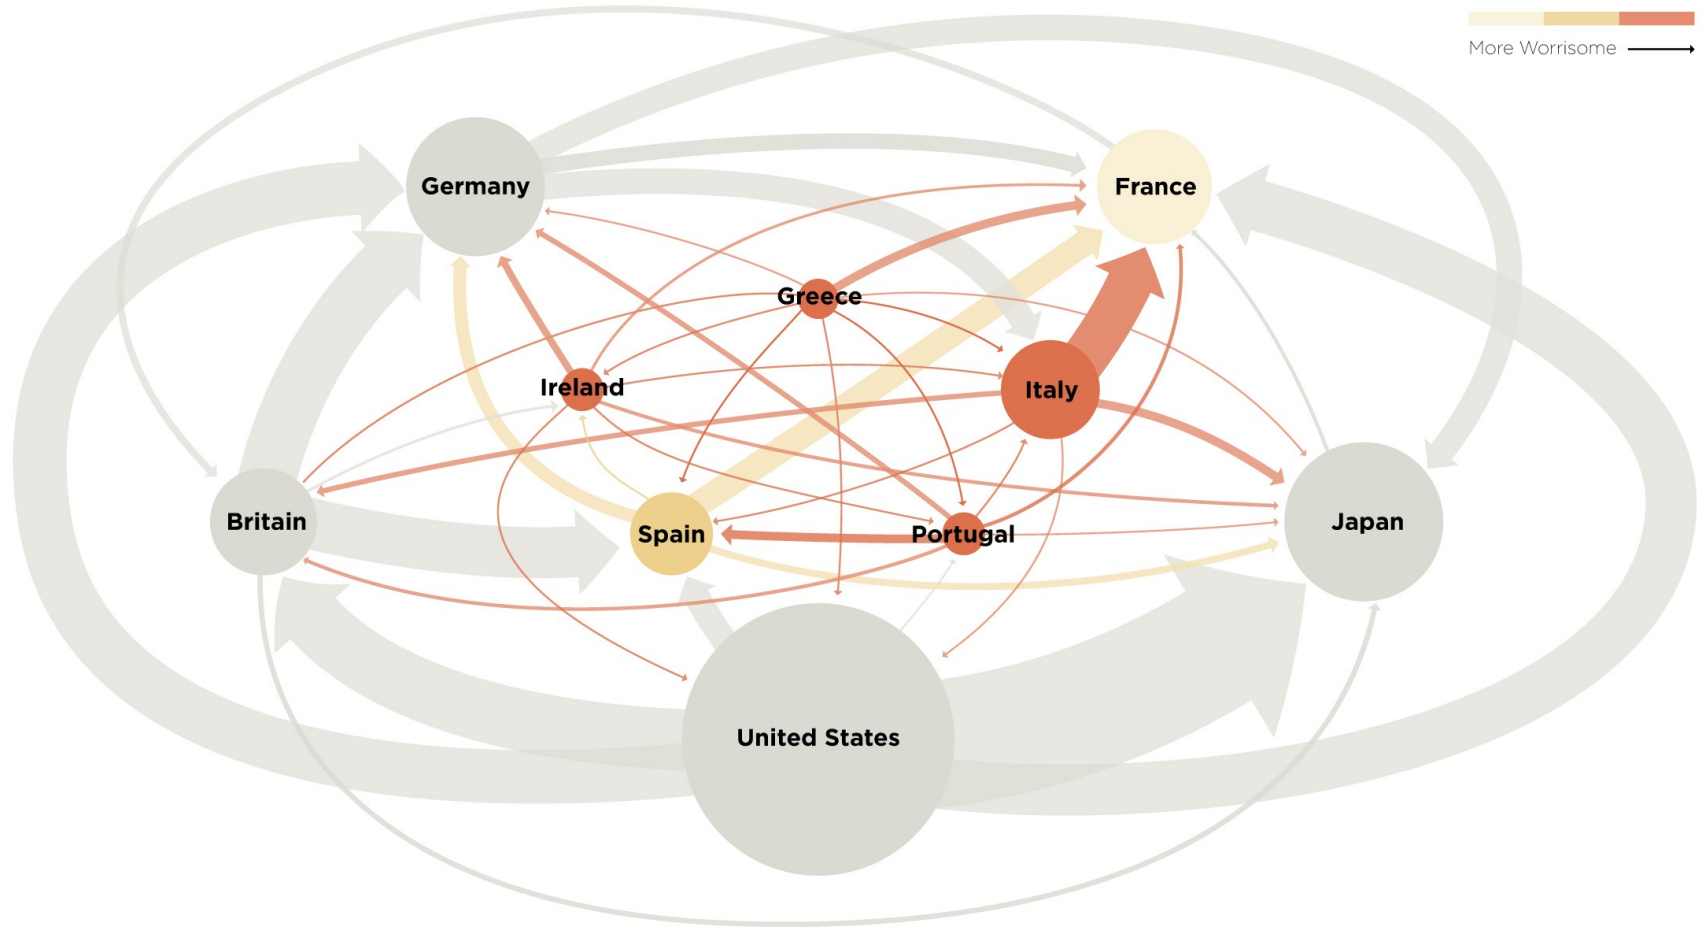 More Worrisome
Germany
France
Greece
Ireland
Italy
Britain
Spain
Portugal
Japan
United States